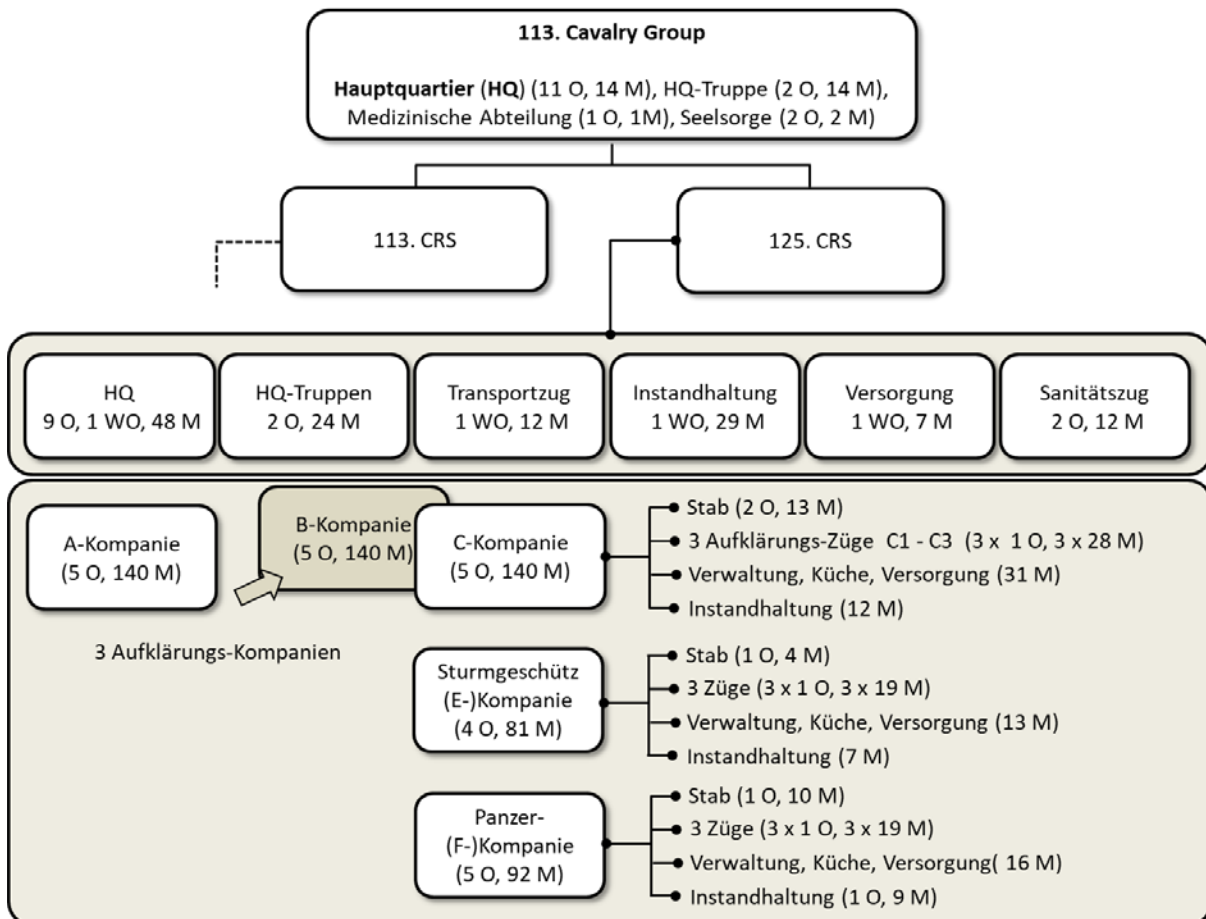 113. Cavalry Group
Hauptquartier (HQ) (11 O, 14 M), HQ-Truppe (2 O, 14 M),
Medizinische Abteilung (1 O, 1M), Seelsorge (2 O, 2 M)
113. CRS
125. CRS
HQ
9 O, 1 WO, 48 M
HQ-Truppen
2 O, 24 M
Transportzug
1 WO, 12 M
Instandhaltung
1 WO, 29 M
Versorgung
1 WO, 7 M
Sanitätszug
2 O, 12 M
A-Kompanie
(5 O, 140 M)
B-Kompanie
(5 O, 140 M)
C-Kompanie
(5 O, 140 M)
3 Aufklärungs-Kompanien
Stab (2 O, 13 M)
3 Aufklärungs-Züge C1 - C3 (3 x 1 O, 3 x 28 M)
Verwaltung, Küche, Versorgung (31 M)
Instandhaltung (12 M)
Sturmgeschütz
(E-)Kompanie
(4 O, 81 M)
Stab (1 O, 4 M)
3 Züge (3 x 1 O, 3 x 19 M)
Verwaltung, Küche, Versorgung (13 M)
Instandhaltung (7 M)
Panzer-
(F-)Kompanie
(5 O, 92 M)
Stab (1 O, 10 M)
3 Züge (3 x 1 O, 3 x 19 M)
Verwaltung, Küche, Versorgung( 16 M)
Instandhaltung (1 O, 9 M)